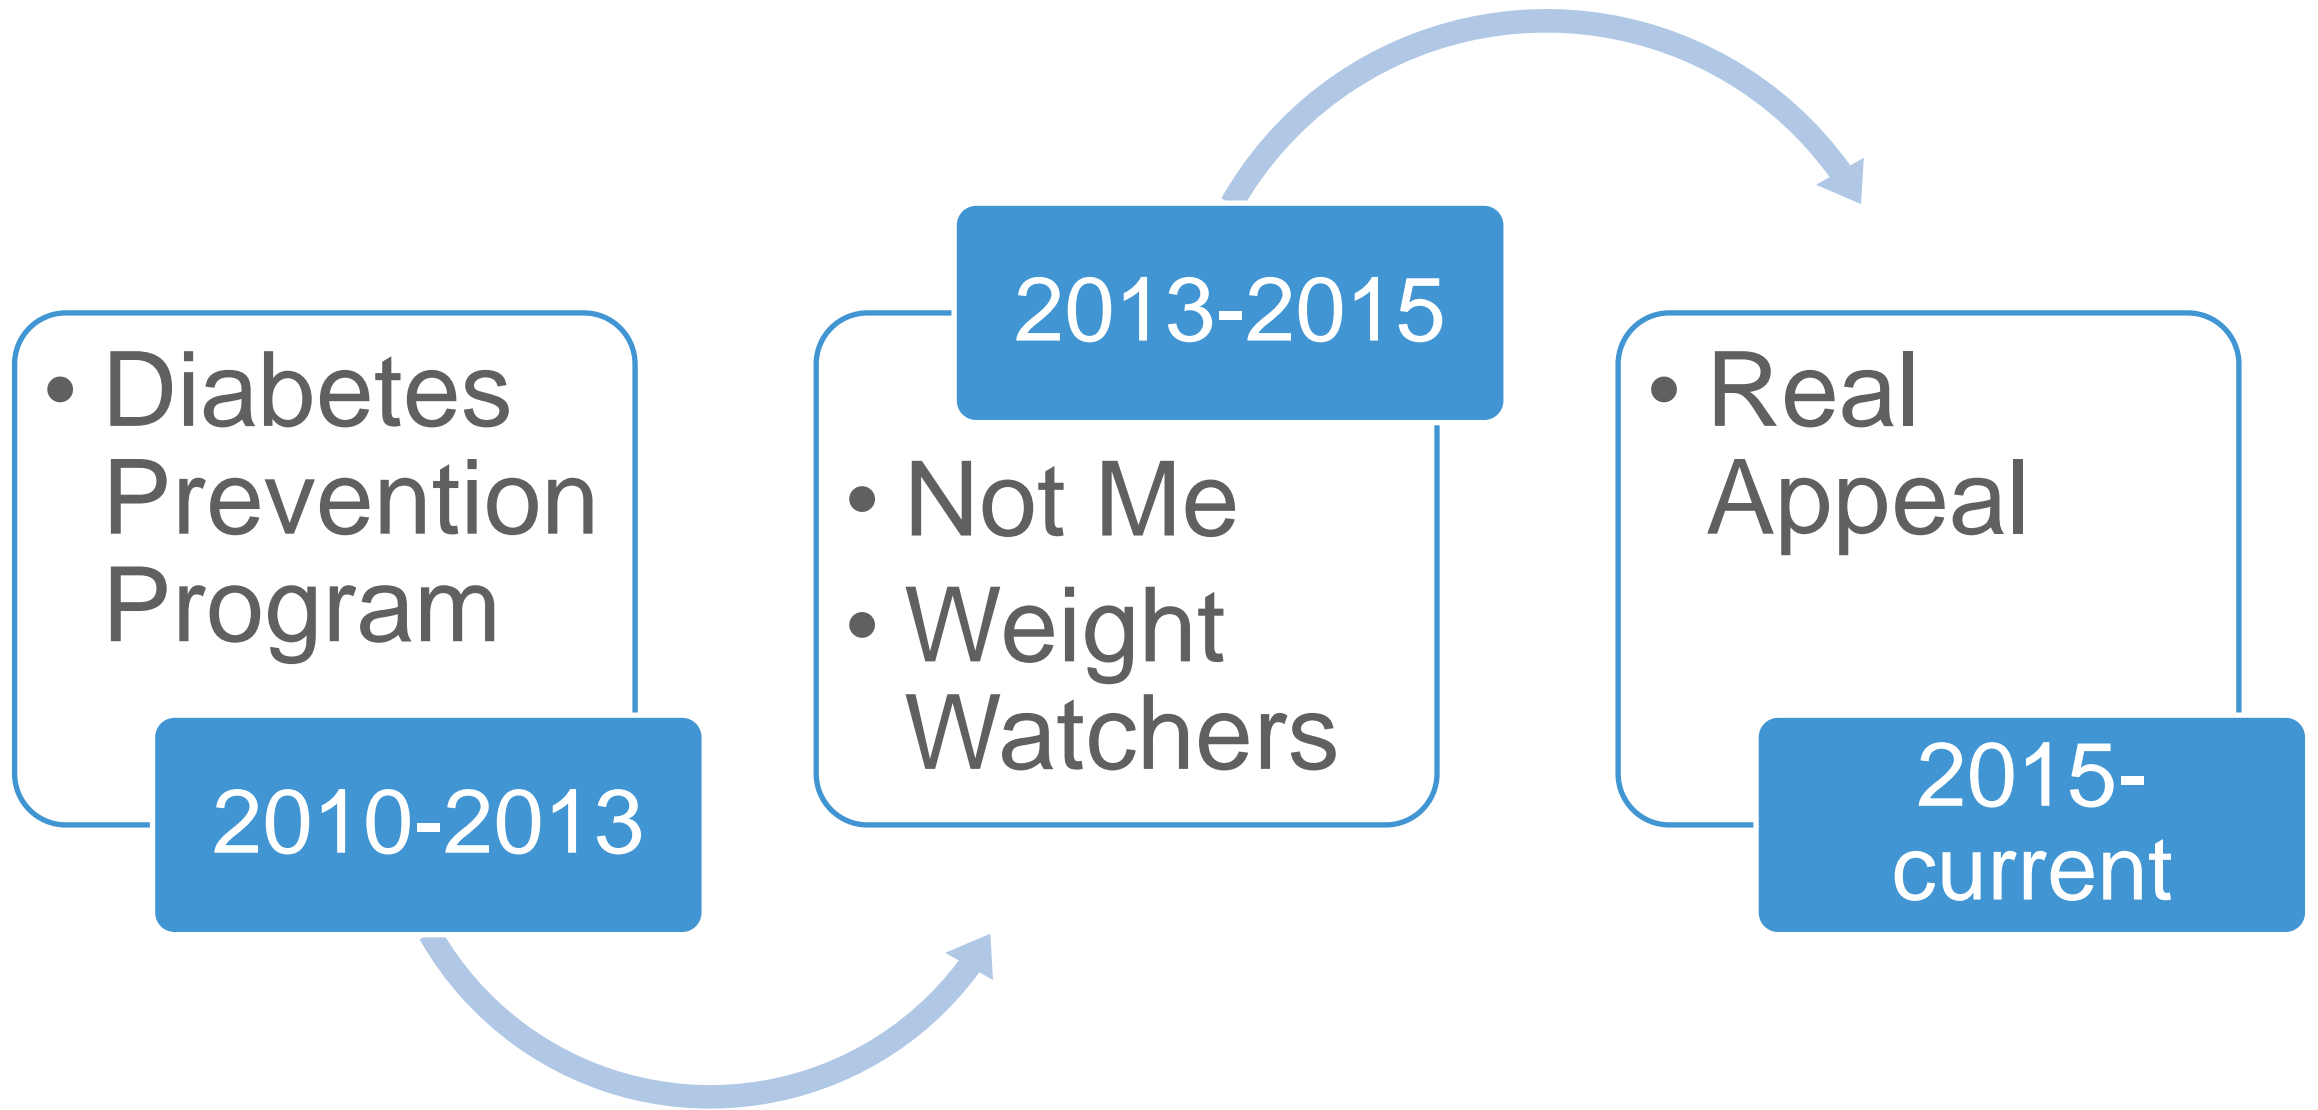 • Diabetes
Prevention
Program
2010-2013
2013-2015
• Not Me
• Weight
Watchers
• Real
Appeal
2015-
current